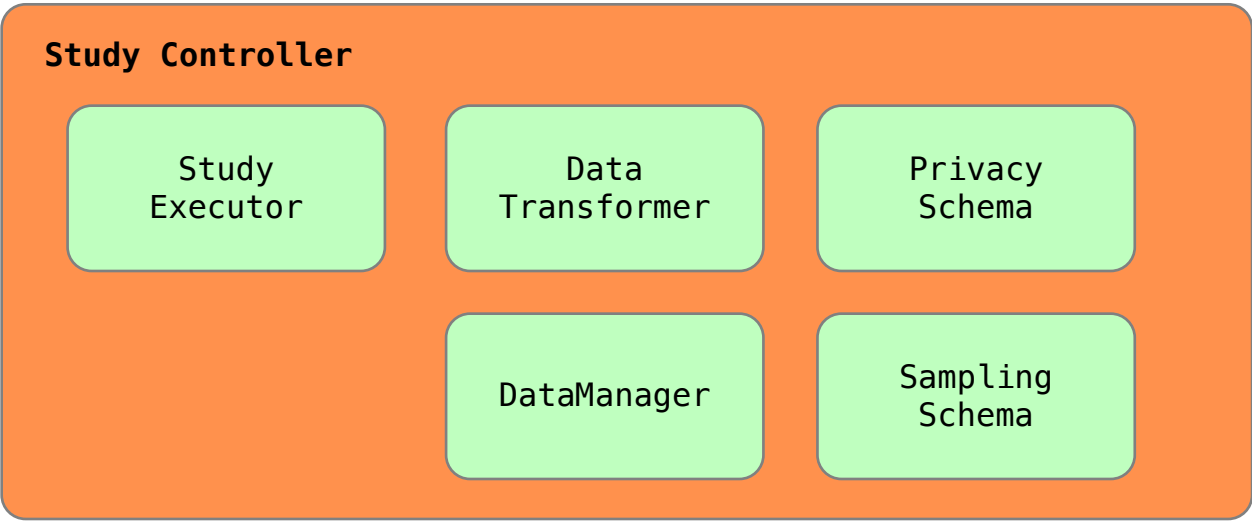 Study Controller
Study
Executor
Data
Transformer
Privacy
Schema
DataManager
Sampling
Schema